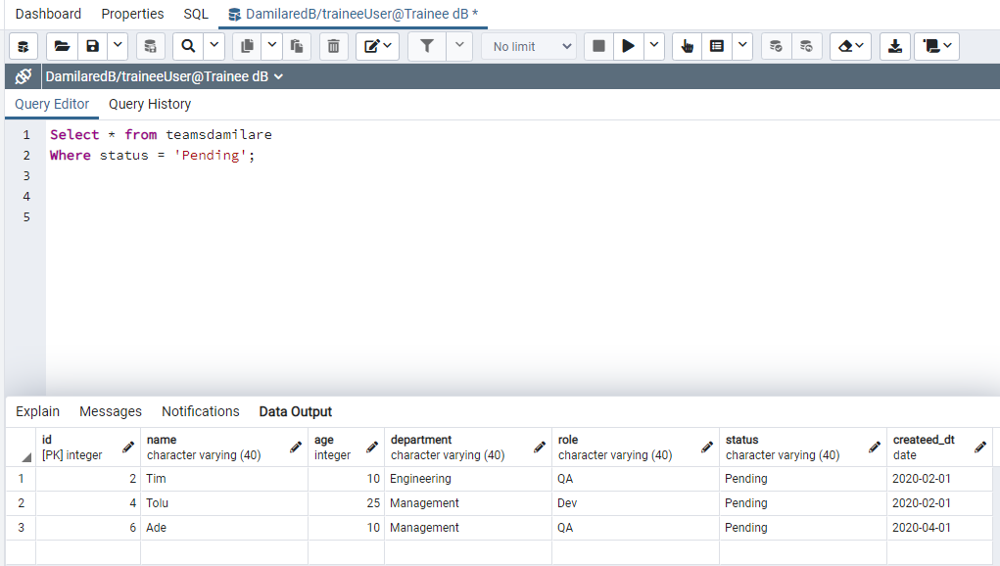 Dashboard Properties SQL DamilaredB/traineeUser@Trainee dB *
No limit
DamilaredB/traineeUser@Trainee dB
Query Editor Query History
1 Select * from teamsdamilare
2 Where status = 'Pending';
3
4
5
Explain Messages Notifications Data Output
id name age department role status createed_dt
[PK] integer character varying (40) integer character varying (40) character varying (40) character varying (40) date
1 2 Tim 10 Engineering QA Pending 2020-02-01
2 4 Tolu 25 Management Dev Pending 2020-02-01
3 6 Ade 10 Management QA Pending 2020-04-01